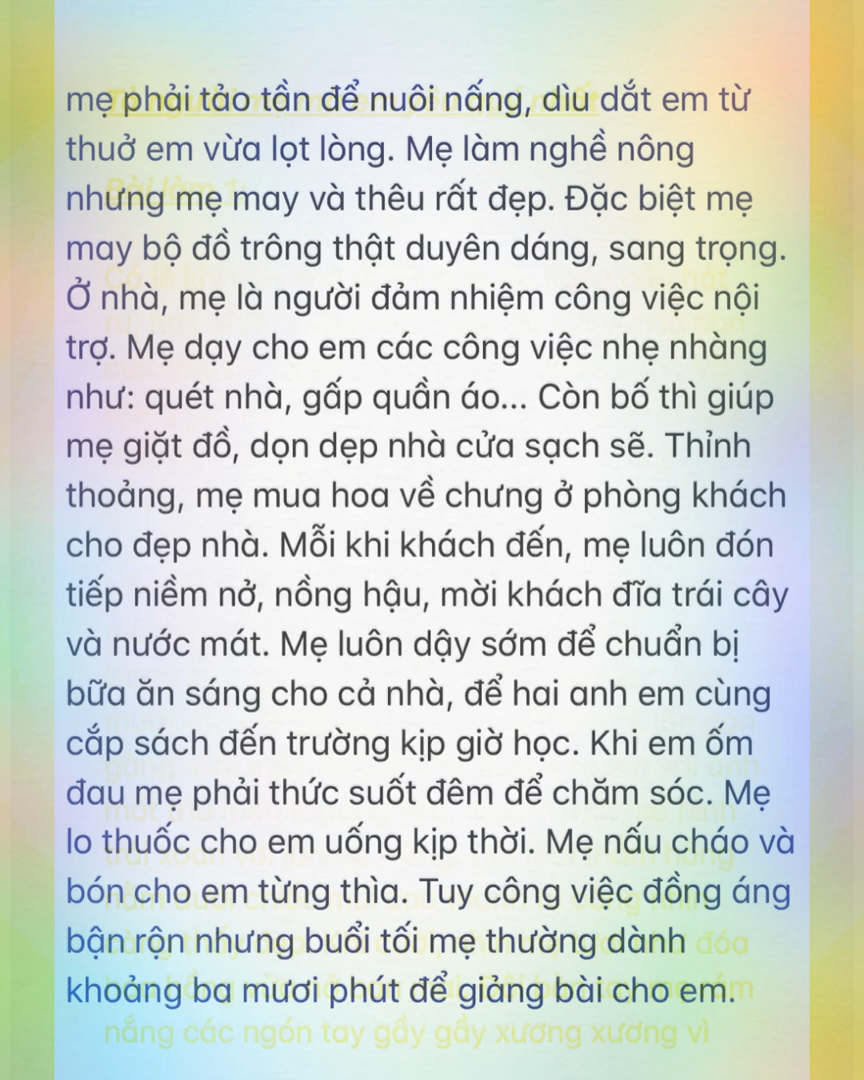 mẹ phải tảo tần để nuôi nấng, dìu dắt em từ
thuở em vừa lọt lòng. Mẹ làm nghề nông
nhưng mẹ may và thêu rất đẹp. Đặc biệt mẹ
may bộ đồ trông thật duyên dáng, sang trọng.
Ở nhà, mẹ là người đảm nhiệm công việc nội
trợ. Mẹ dạy cho em các công việc nhẹ nhàng
như: quét nhà, gấp quần áo... Còn bố thì giúp
mẹ giặt đồ, dọn dẹp nhà cửa sạch sẽ. Thỉnh
thoảng, mẹ mua hoa về chưng ở phòng khách
cho đẹp nhà. Mỗi khi khách đến, mẹ luôn đón
tiếp niềm nở, nồng hậu, mời khách đĩa trái cây
và nước mát. Mẹ luôn dậy sớm để chuẩn bị
bữa ăn sáng cho cả nhà, để hai anh em cùng
cắp sách đến trường kịp giờ học. Khi em ốm
đau mẹ phải thức suốt đêm để chăm sóc. Mẹ
lo thuốc cho em uống kịp thời. Mẹ nấu cháo và
bón cho em từng thìa. Tuy công việc đồng áng
bận rộn nhưng buổi tối mẹ thường dành
khoảng ba mươi phút để giảng bài cho em.
nắng các ngón tay gầy gầy xương xương vì